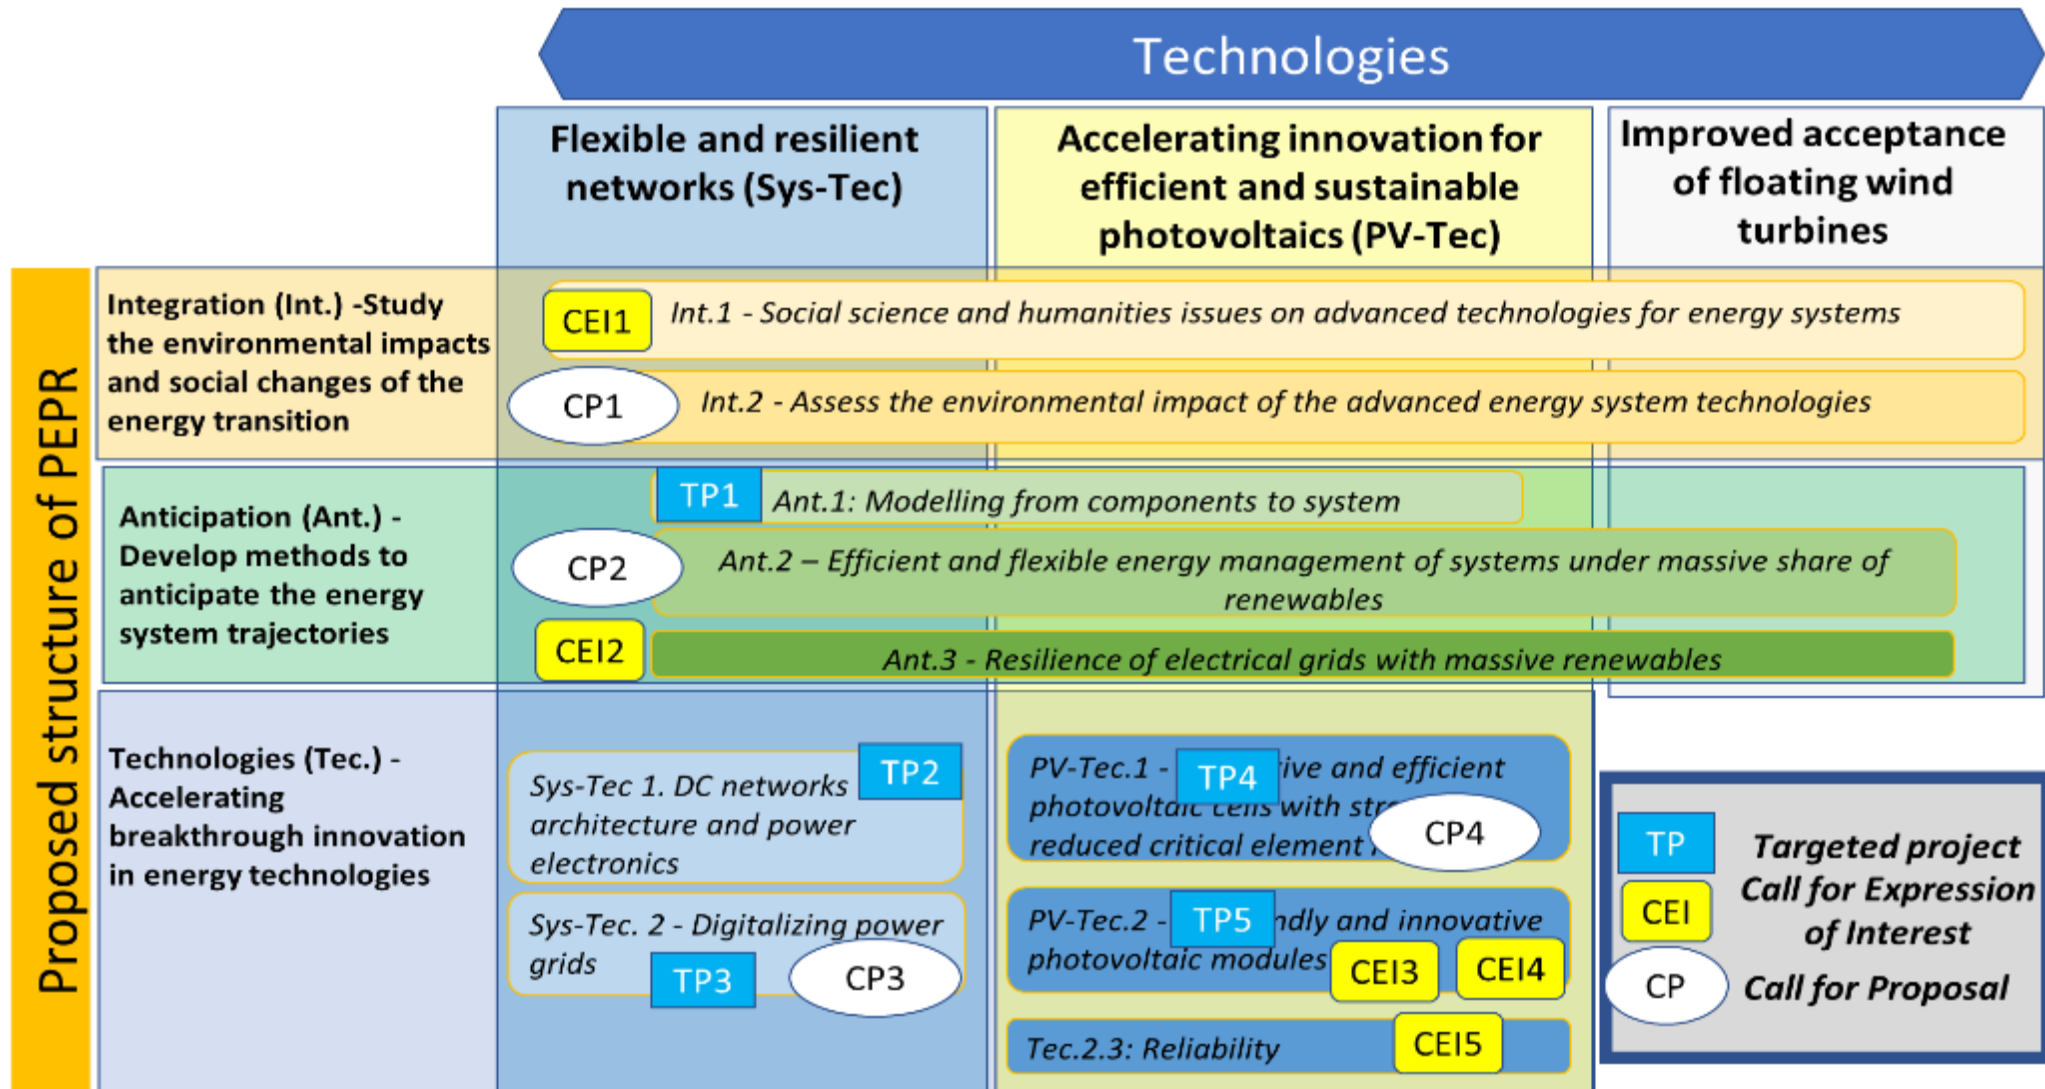 Technologies
Flexible and resilient
networks (Sys-Tec)
Accelerating innovation for
efficient and sustainable
photovoltaics (PV-Tec)
Improved acceptance
of floating wind
turbines
Proposed structure of PEPR
Integration (Int.) -Study
the environmental impacts
and social changes of the
energy transition
CEI1
Int.1 - Social science and humanities issues on advanced technologies for energy systems
CP1
Int.2 - Assess the environmental impact of the advanced energy system technologies
Anticipation (Ant.) -
Develop methods to
anticipate the energy
system trajectories
TP1
Ant.1: Modelling from components to system
CP2
Ant.2 – Efficient and flexible energy management of systems under massive share of
renewables
CEI2
Ant.3 - Resilience of electrical grids with massive renewables
Technologies (Tec.) -
Accelerating
breakthrough innovation
in energy technologies
TP2
Sys-Tec 1. DC networks
architecture and power
electronics
Sys-Tec. 2 - Digitalizing power
grids
TP3
CP3
PV-Tec.1 - and efficient
photovoltaic cells with
reduced critical element
TP4
CP4
PV-Tec.2 - and innovative
photovoltaic modules
TP5
CEI3
CEI4
Tec.2.3: Reliability
CEI5
TP
Targeted project
CEI
Call for Expression
of Interest
CP
Call for Proposal